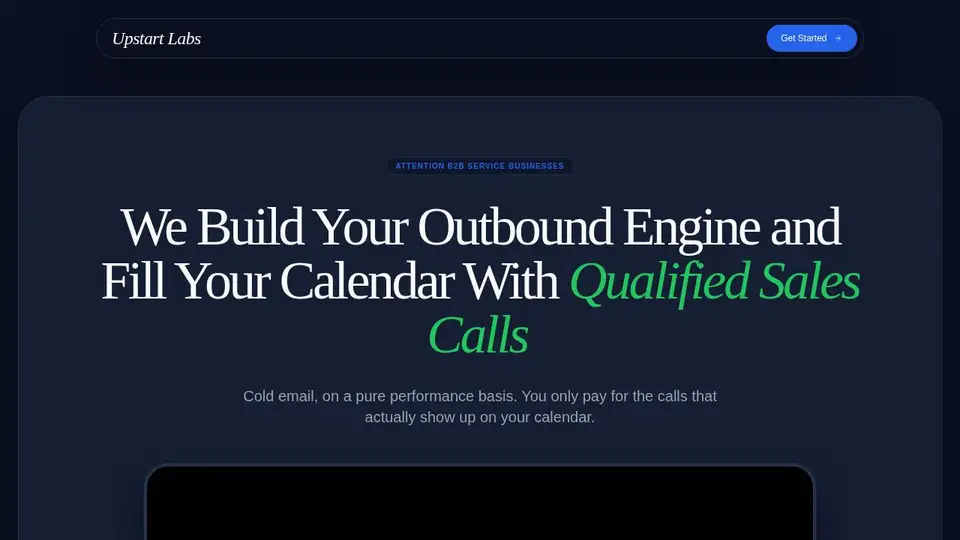 Upstart Labs
Get Started →
ATTENTION B2B SERVICE BUSINESSES
We Build Your Outbound Engine and
Fill Your Calendar With Qualified Sales
Calls
Cold email, on a pure performance basis. You only pay for the calls that
actually show up on your calendar.